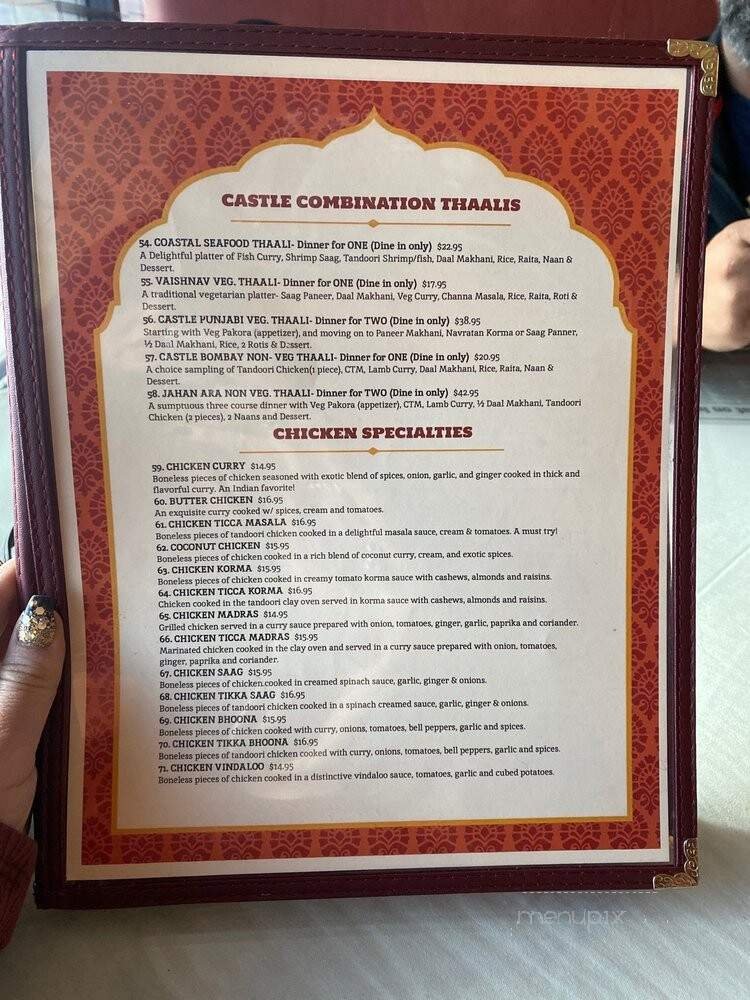 CASTLE COMBINATION THAALIS
54. COASTAL SEAFOOD THAALI- Dinner for ONE (Dine in only) $22.95
A Delightful platter of Fish Curry, Shrimp Saag, Tandoori Shrimp/fish, Daal Makhani, Rice, Raita, Naan &
Dessert.
55. VAISHNAV VEG. THAALI- Dinner for ONE (Dine in only) $17.95
A traditional vegetarian platter- Saag Paneer, Daal Makhani, Veg Curry, Channa Masala, Rice, Raita, Roti &
Dessert.
56. CASTLE PUNJABI VEG. THAALI- Dinner for TWO (Dine in only) $38.95
Starting with Veg Pakora (appetizer), and moving on to Paneer Makhani, Navratan Korma or Saag Panner,
½ Daal Makhani, Rice, 2 Rotis & Dessert.
57. CASTLE BOMBAY NON- VEG THAALI- Dinner for ONE (Dine in only) $20.95
A choice sampling of Tandoori Chicken(1 piece), CTM, Lamb Curry, Daal Makhani, Rice, Raita, Naan &
Dessert.
58. JAHAN ARA NON VEG. THAALI- Dinner for TWO (Dine in only) $42.95
A sumptuous three course dinner with Veg Pakora (appetizer), CTM, Lamb Curry, ½ Daal Makhani, Tandoori
Chicken (2 pieces), 2 Naans and Dessert.
CHICKEN SPECIALTIES
59. CHICKEN CURRY $14.95
Boneless pieces of chicken seasoned with exotic blend of spices, onion, garlic, and ginger cooked in thick and
flavorful curry. An Indian favorite!
60. BUTTER CHICKEN $16.95
An exquisite curry cooked w/ spices, cream and tomatoes.
61. CHICKEN TICCA MASALA $16.95
Boneless pieces of tandoori chicken cooked in a delightful masala sauce, cream & tomatoes. A must try!
62. COCONUT CHICKEN $15.95
Boneless pieces of chicken cooked in a rich blend of coconut curry, cream, and exotic spices.
63. CHICKEN KORMA $15.95
Boneless pieces of chicken cooked in creamy tomato korma sauce with cashews, almonds and raisins.
64. CHICKEN TICCA KORMA $16.95
Chicken cooked in the tandoori clay oven served in korma sauce with cashews, almonds and raisins.
65. CHICKEN MADRAS $14.95
Grilled chicken served in a curry sauce prepared with onion, tomatoes, ginger, garlic, paprika and coriander.
66. CHICKEN TICCA MADRAS $15.95
Marinated chicken cooked in the clay oven and served in a curry sauce prepared with onion, tomatoes,
ginger, paprika and coriander.
67. CHICKEN SAAG $15.95
Boneless pieces of chicken.cooked in creamed spinach sauce, garlic, ginger & onions.
68. CHICKEN TIKKA SAAG $16.95
Boneless pieces of tandoori chicken cooked in a spinach creamed sauce, garlic, ginger & onions.
69. CHICKEN BHOONA $15.95
Boneless pieces of chicken cooked with curry, onions, tomatoes, bell peppers, garlic and spices.
70. CHICKEN TIKKA BHOONA $16.95
Boneless pieces of tandoori chicken cooked with curry, onions, tomatoes, bell peppers, garlic and spices.
71. CHICKEN VINDALOO $14.95
Boneless pieces of chicken cooked in a distinctive vindaloo sauce, tomatoes, garlic and cubed potatoes.
menupix